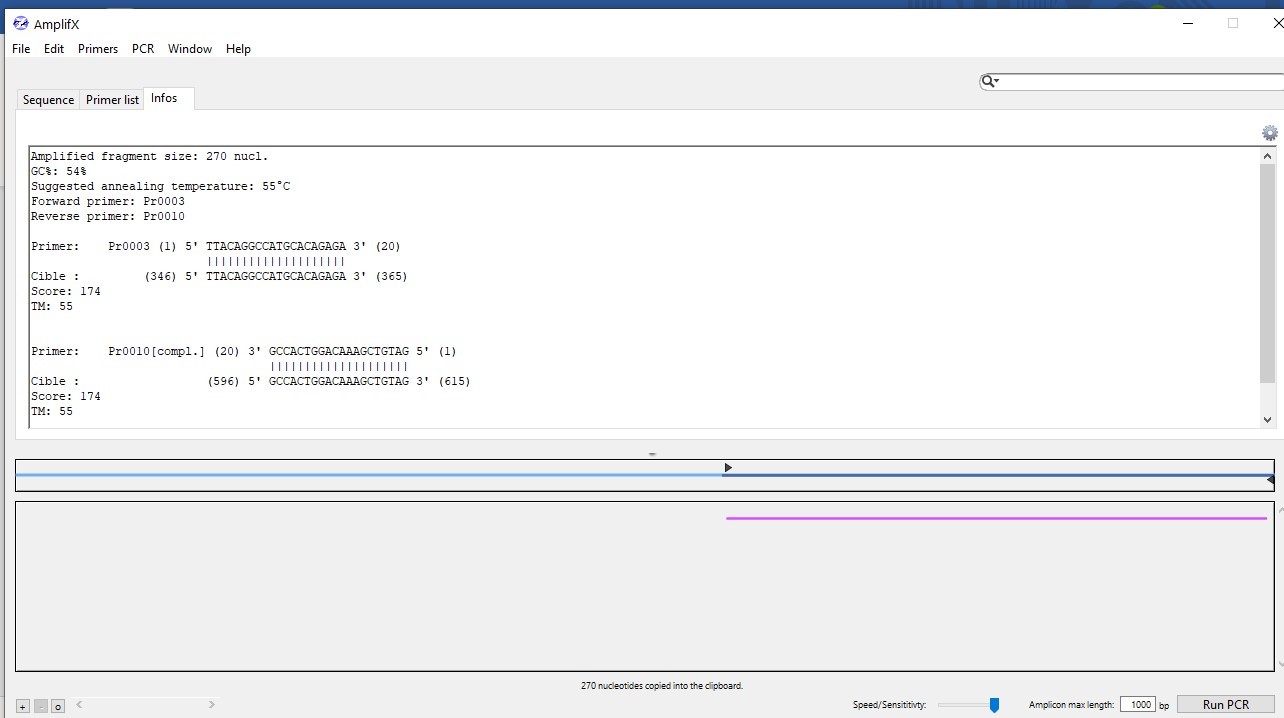 AmplifX
File Edit Primers PCR Window Help
Sequence Primer list Infos
Amplified fragment size: 270 nucl.
GC%: 54%
Suggested annealing temperature: 55°C
Forward primer: Pr0003
Reverse primer: Pr0010
Primer: Pr0003 (1) 5' TTACAGGCCATGCACAGAGA 3' (20)
||||||||||||||||||||
Cible : (346) 5' TTACAGGCCATGCACAGAGA 3' (365)
Score: 174
TM: 55
Primer: Pr0010[compl.] (20) 3' GCCACTGGACAAAGCTGTAG 5' (1)
||||||||||||||||||||
Cible : (596) 5' GCCACTGGACAAAGCTGTAG 3' (615)
Score: 174
TM: 55
270 nucleotides copied into the clipboard.
+ - o Speed/Sensitivity: Amplicon max length: 1000 bp Run PCR